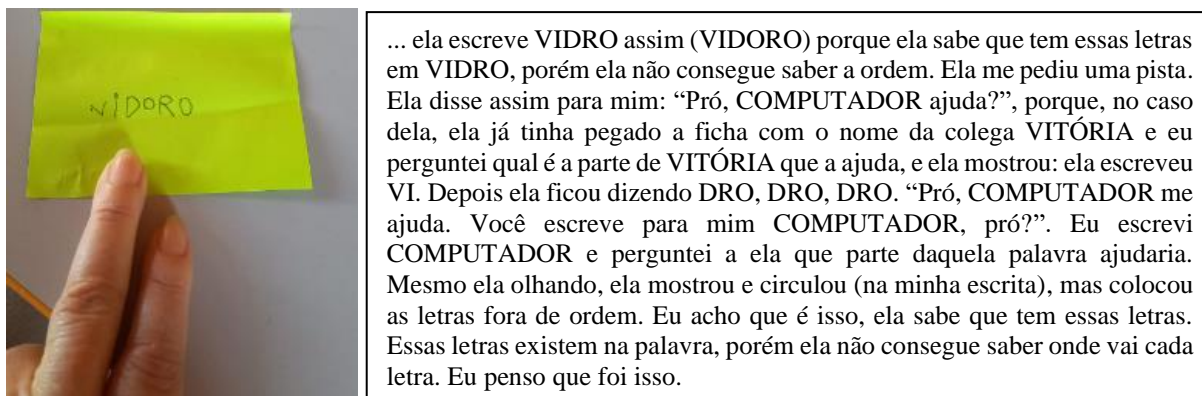 VIDORO
... ela escreve VIDRO assim (VIDORO) porque ela sabe que tem essas letras
em VIDRO, porém ela não consegue saber a ordem. Ela me pediu uma pista.
Ela disse assim para mim: “Pró, COMPUTADOR ajuda?”, porque, no caso
dela, ela já tinha pegado a ficha com o nome da colega VITÓRIA e eu
perguntei qual é a parte de VITÓRIA que a ajuda, e ela mostrou: ela escreveu
VI. Depois ela ficou dizendo DRO, DRO, DRO. “Pró, COMPUTADOR me
ajuda. Você escreve para mim COMPUTADOR, pró?”. Eu escrevi
COMPUTADOR e perguntei a ela que parte daquela palavra ajudaria.
Mesmo ela olhando, ela mostrou e circulou (na minha escrita), mas colocou
as letras fora de ordem. Eu acho que é isso, ela sabe que tem essas letras.
Essas letras existem na palavra, porém ela não consegue saber onde vai cada
letra. Eu penso que foi isso.